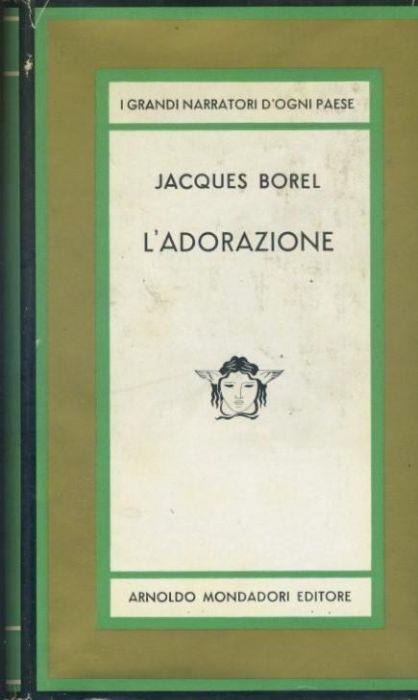 I GRANDI NARRATORI D'OGNI PAESE
JACQUES BOREL
L'ADORAZIONE
ARNOLDO MONDADORI EDITORE